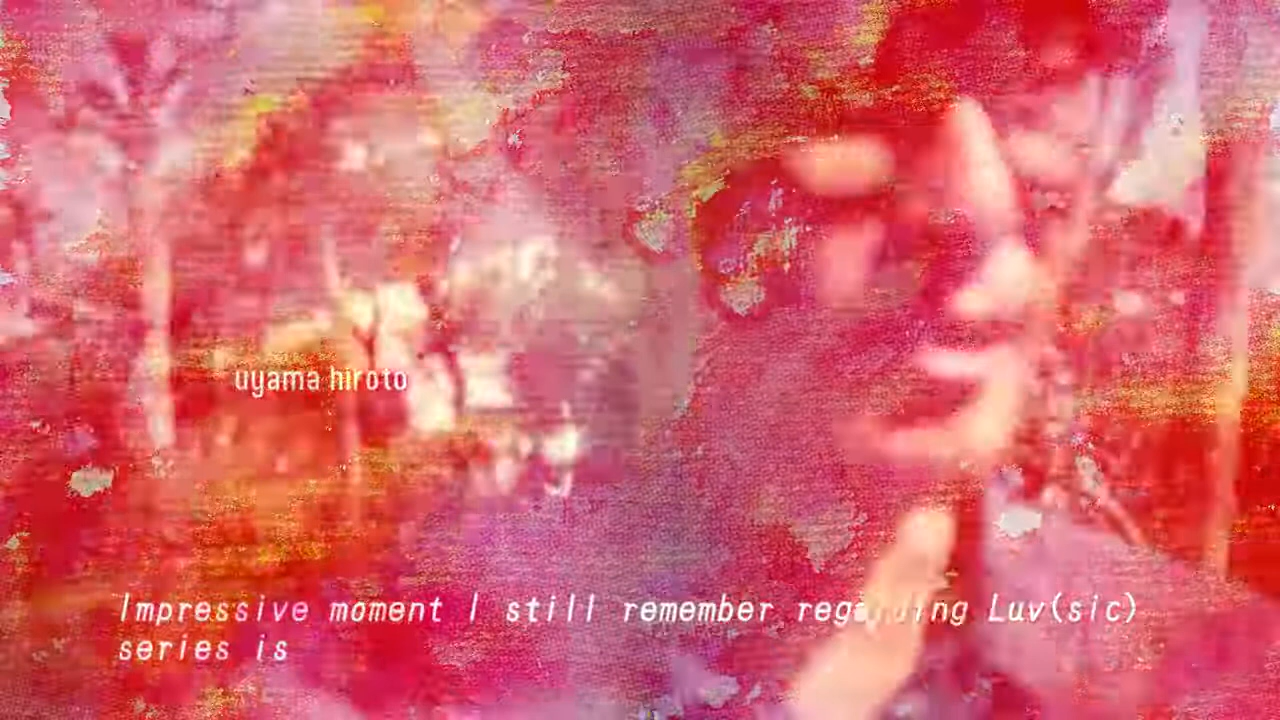 uyama hiroto
Impressive moment I still remember regarding Luv(sic)
series is